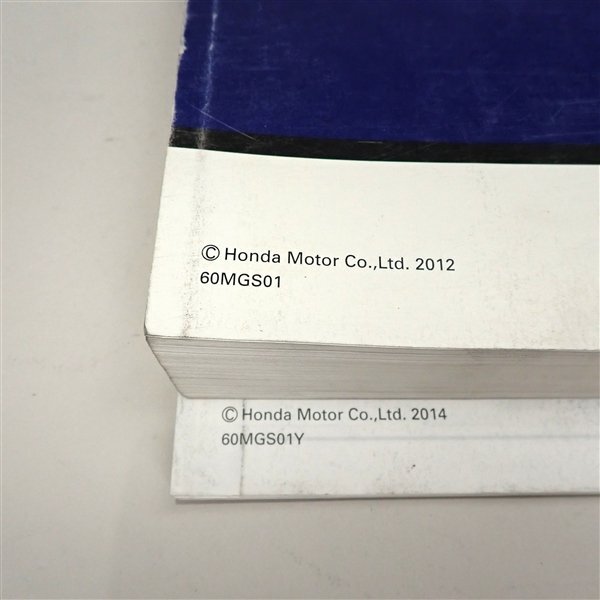 © Honda Motor Co.,Ltd. 2012
60MGS01
© Honda Motor Co.,Ltd. 2014
60MGS01Y